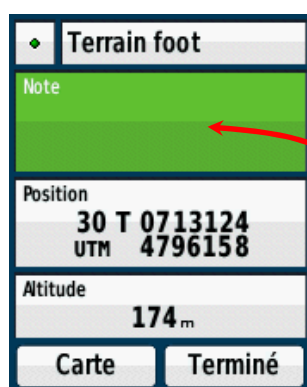 Terrain foot
Note
Position
30 T 0713124
UTM 4796158
Altitude
174 m
Carte Terminé